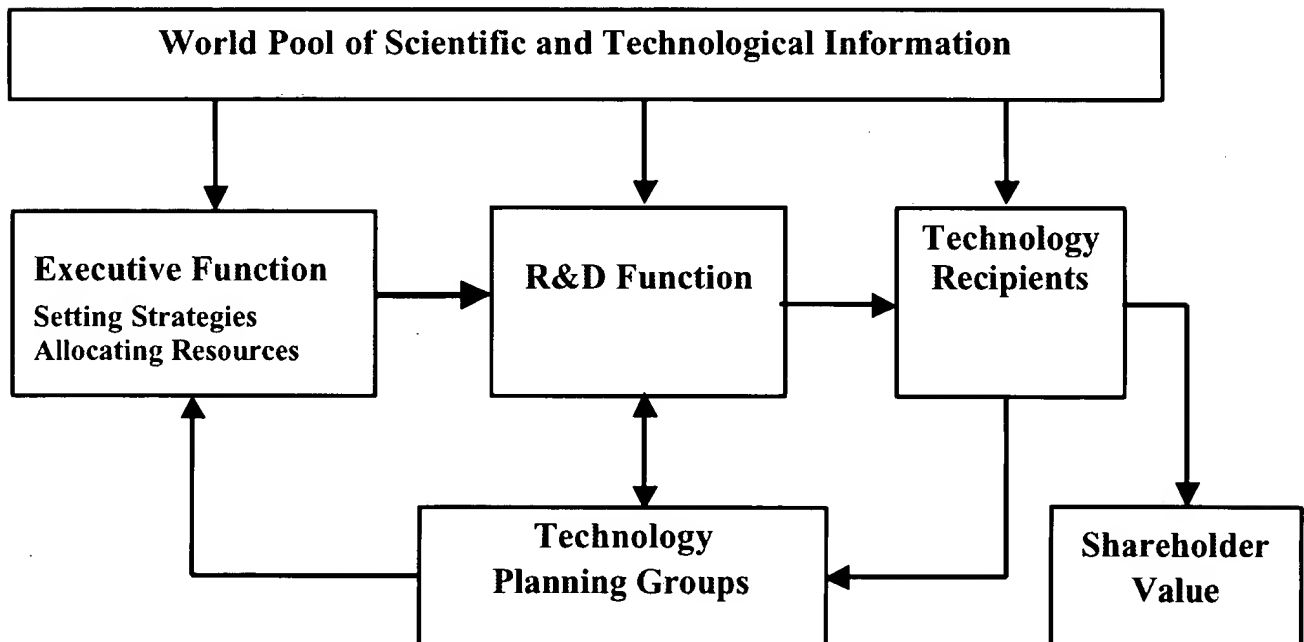 World Pool of Scientific and Technological Information
Executive Function
Setting Strategies
Allocating Resources
R&D Function
Technology
Recipients
Technology
Planning Groups
Shareholder
Value